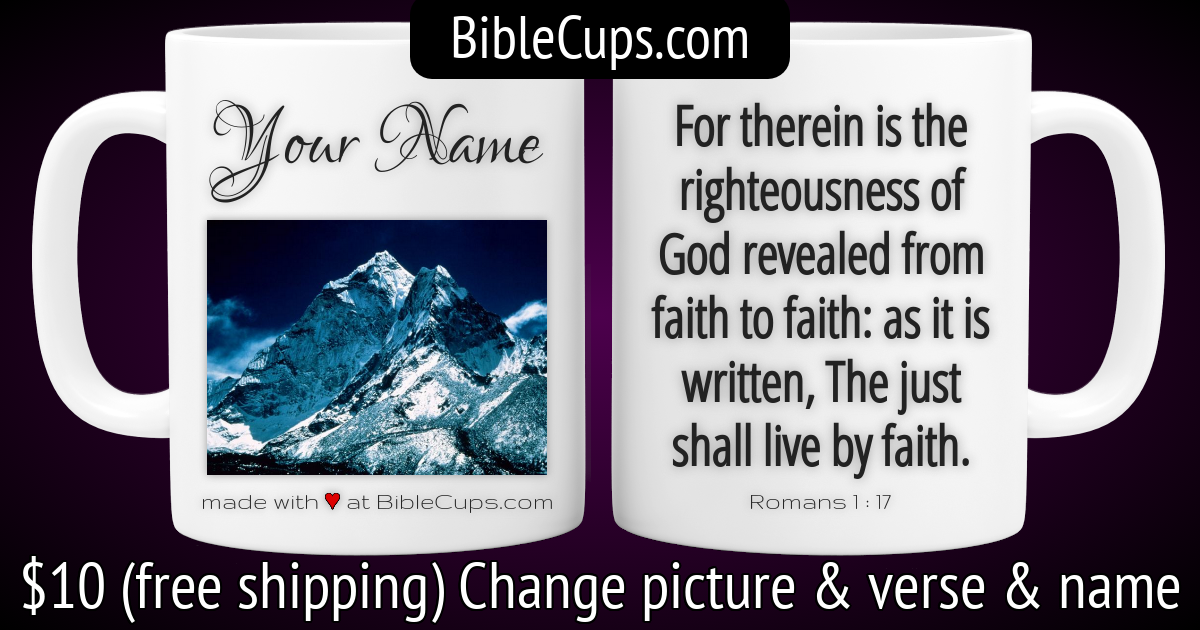 BibleCups.com
Your Name
made with ♥ at BibleCups.com
For therein is the
righteousness of
God revealed from
faith to faith: as it is
written, The just
shall live by faith.
Romans 1 : 17
$10 (free shipping) Change picture & verse & name